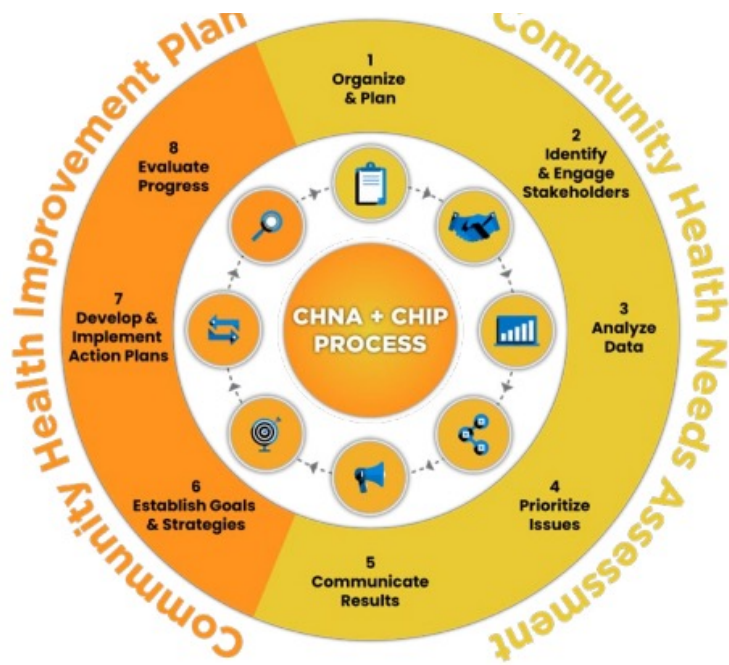 Community Health Improvement Plan
Community Health Needs Assessment
1
Organize
& Plan
2
Identify
& Engage
Stakeholders
3
Analyze
Data
4
Prioritize
Issues
5
Communicate
Results
6
Establish Goals
& Strategies
7
Develop &
Implement
Action Plans
8
Evaluate
Progress
CHNA + CHIP
PROCESS